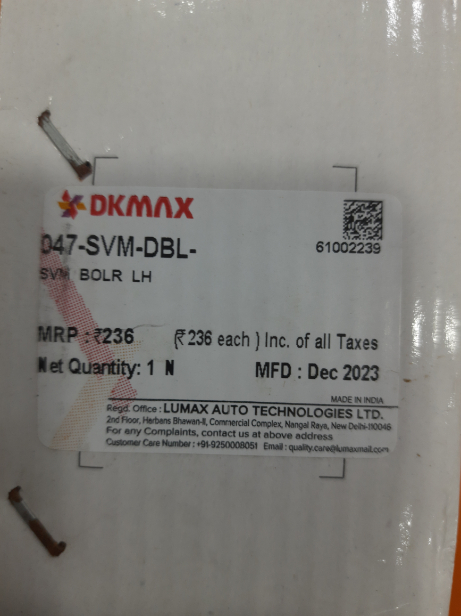 DKMAX
047-SVM-DBL-
61002239
SVM BOLR LH
MRP : ₹236 (₹236 each ) Inc. of all Taxes
Net Quantity: 1 N MFD : Dec 2023
MADE IN INDIA
Regd. Office : LUMAX AUTO TECHNOLOGIES LTD.
2nd Floor, Harbans Bhawan-II, Commercial Complex, Nangal Raya, New Delhi-110046
For any Complaints, contact us at above address
Customer Care Number : +91-9250008051 Email : quality.care@lumaxmail.com